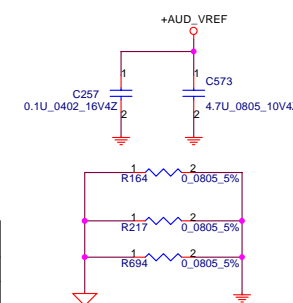 +AUD_VREF
1 1
C257 C573
0.1U_0402_16V4Z 4.7U_0805_10V4
2 2
1 2
R164 0_0805_5%
1 2
R217 0_0805_5%
1 2
R694 0_0805_5%